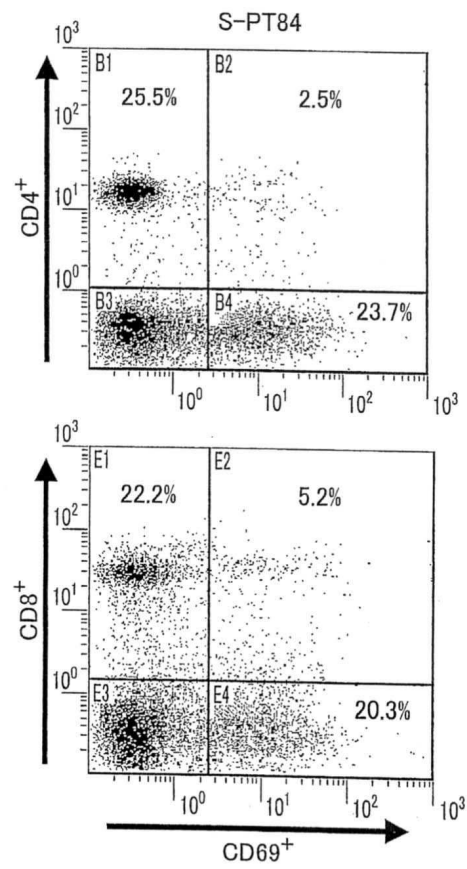 S-PT84
10³
B1
B2
25.5%
2.5%
10²
10¹
CD4⁺
10⁰
B3
B4
23.7%
10⁰
10¹
10²
10³
10³
E1
E2
22.2%
5.2%
10²
10¹
CD8⁺
10⁰
E3
E4
20.3%
10⁰
10¹
10²
10³
CD69⁺